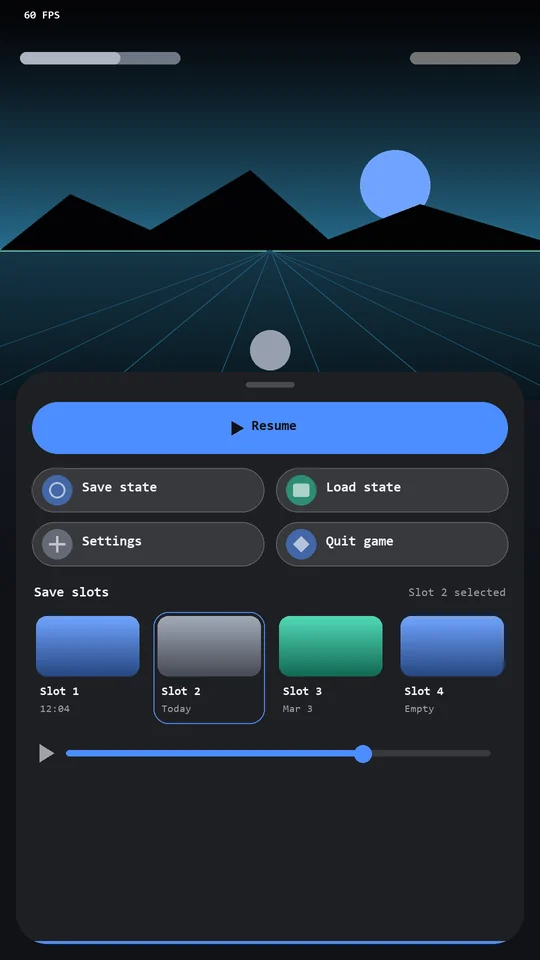 60 FPS
Resume
Save state
Load state
Settings
Quit game
Save slots
Slot 2 selected
Slot 1
12:04
Slot 2
Today
Slot 3
Mar 3
Slot 4
Empty